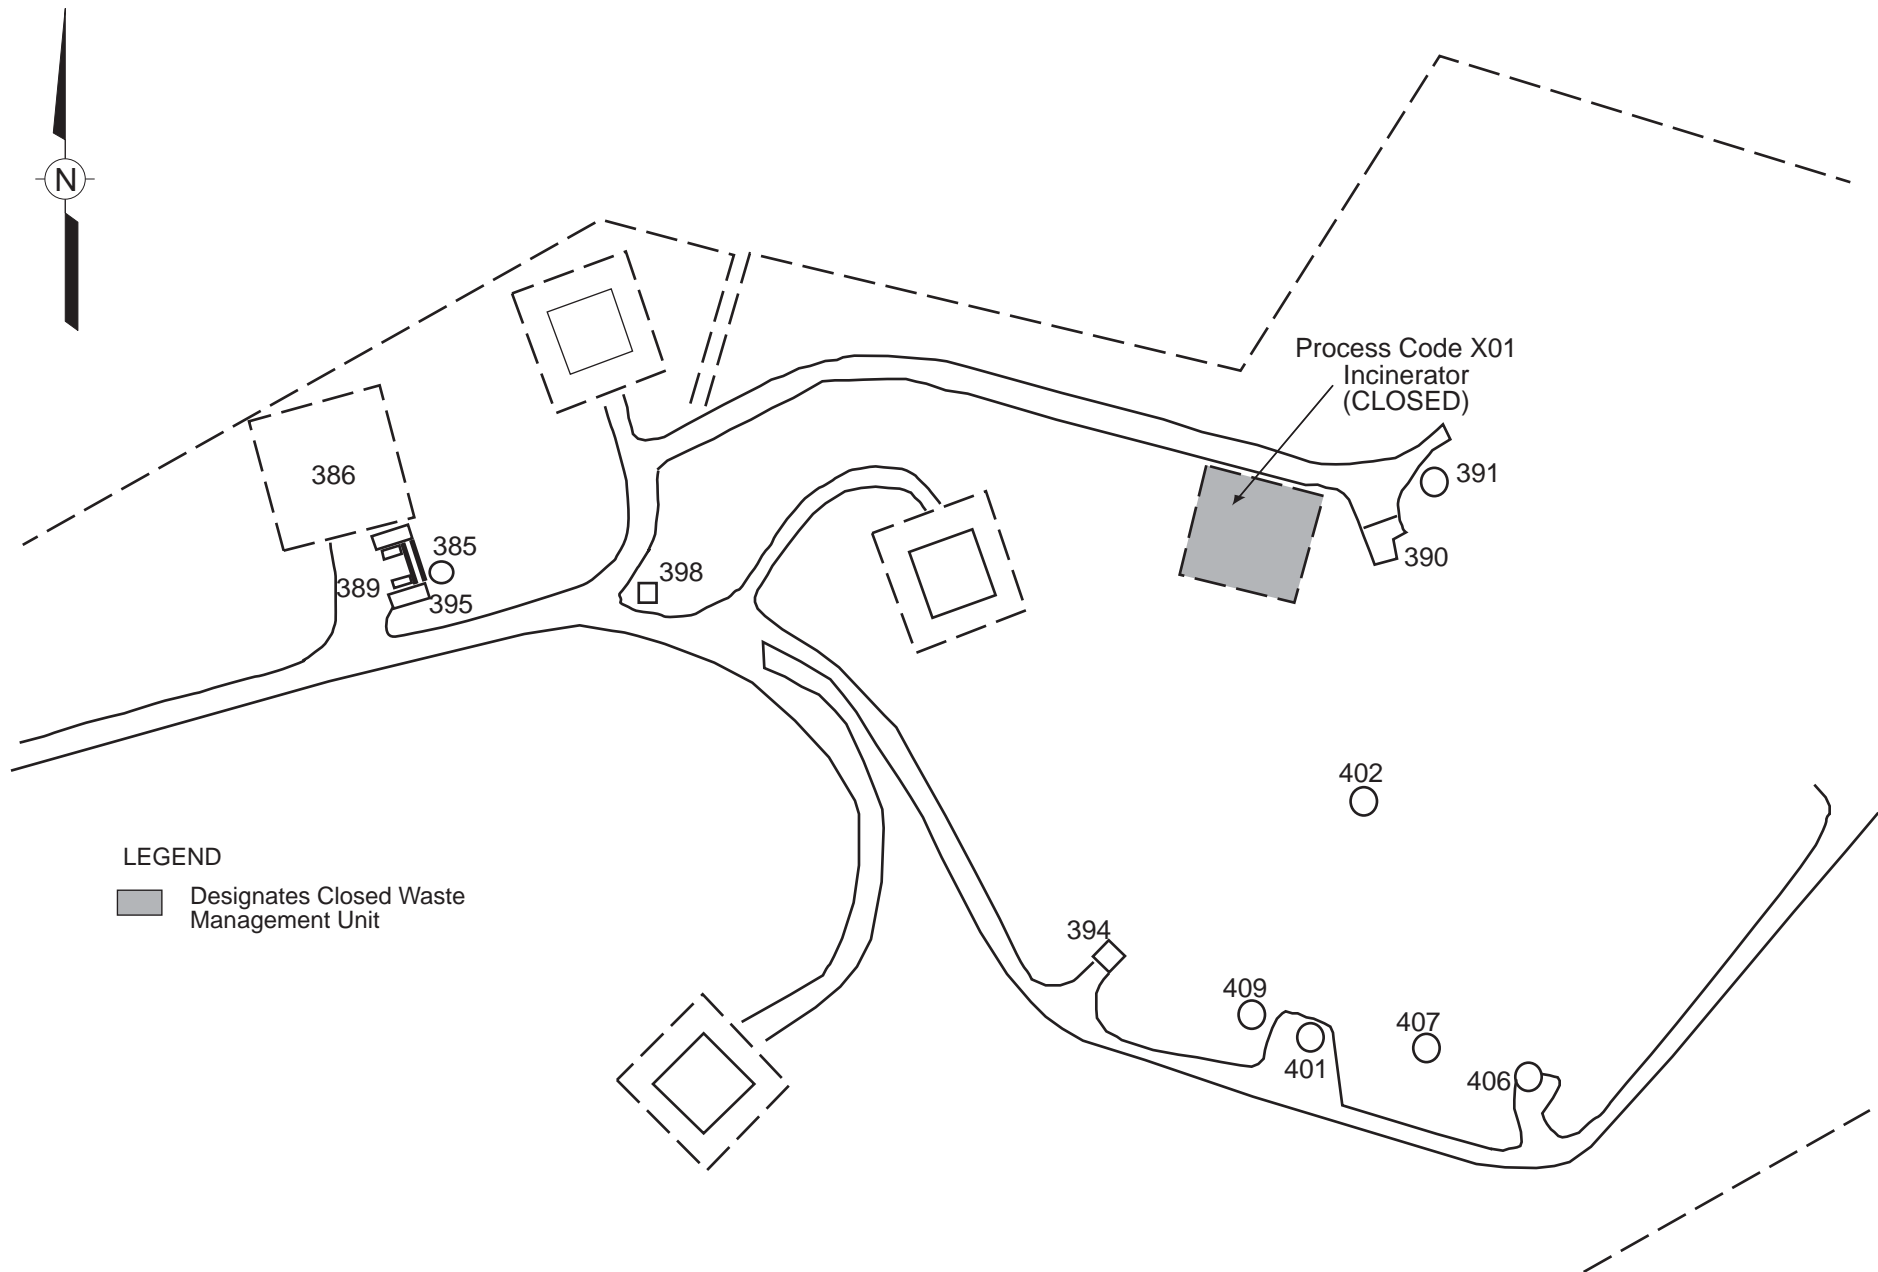 N
Process Code X01
Incinerator
(CLOSED)
386
391
385
390
398
389
395
402
LEGEND
Designates Closed Waste
Management Unit
394
409
407
401
406